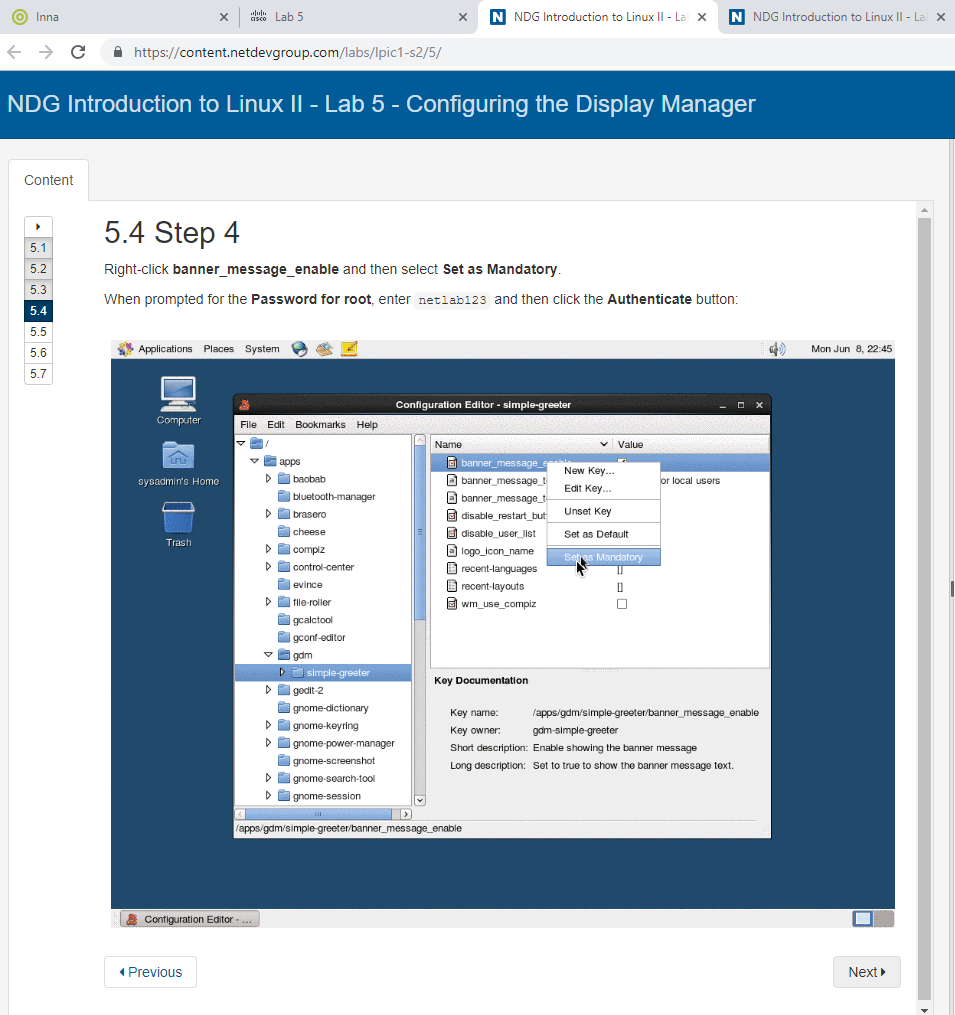 Inna
Lab 5
NDG Introduction to Linux II - La
NDG Introduction to Linux II - La
https://content.netdevgroup.com/labs/lpic1-s2/5/
NDG Introduction to Linux II - Lab 5 - Configuring the Display Manager
Content
5.1
5.2
5.3
5.4
5.5
5.6
5.7
5.4 Step 4
Right-click banner_message_enable and then select Set as Mandatory.
When prompted for the Password for root, enter netlab123 and then click the Authenticate button:
Applications Places System
Mon Jun 8, 22:45
Computer
sysadmin's Home
Trash
Configuration Editor - simple-greeter
File Edit Bookmarks Help
/
apps
baobab
bluetooth-manager
brasero
cheese
compiz
control-center
evince
file-roller
gcalctool
gconf-editor
gdm
simple-greeter
gedit-2
gnome-dictionary
gnome-keyring
gnome-power-manager
gnome-screenshot
gnome-search-tool
gnome-session
Name Value
banner_message_enable
banner_message_t or local users
banner_message_t
disable_restart_but
disable_user_list
logo_icon_name
recent-languages []
recent-layouts []
wm_use_compiz
New Key...
Edit Key...
Unset Key
Set as Default
Set as Mandatory
Key Documentation
Key name: /apps/gdm/simple-greeter/banner_message_enable
Key owner: gdm-simple-greeter
Short description: Enable showing the banner message
Long description: Set to true to show the banner message text.
/apps/gdm/simple-greeter/banner_message_enable
Configuration Editor - ...
Previous
Next